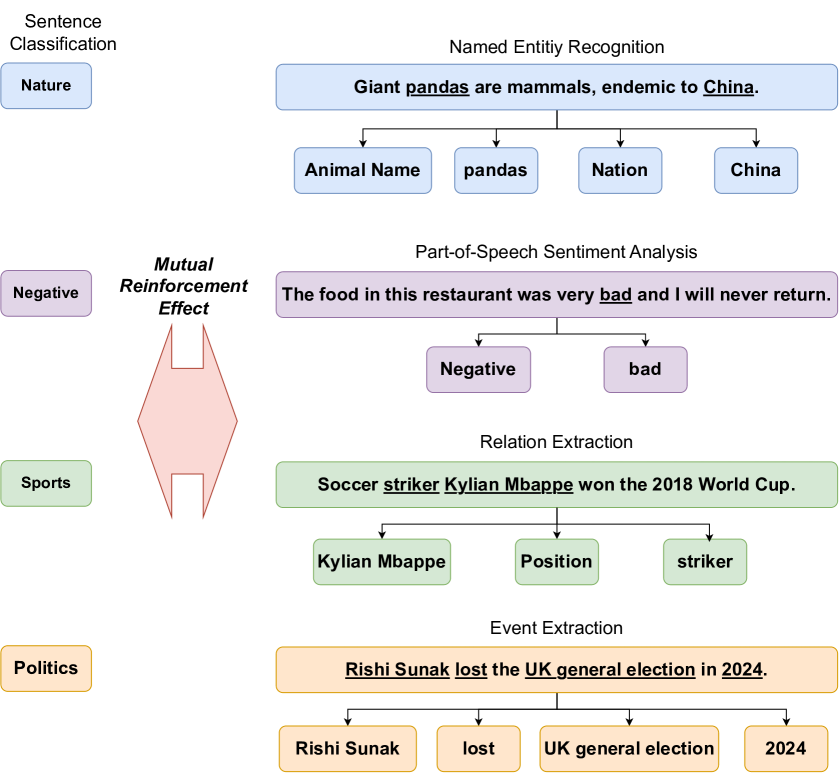 Sentence
Classification
Named Entitiy Recognition
Nature
Giant pandas are mammals, endemic to China.
Animal Name
pandas
Nation
China
Part-of-Speech Sentiment Analysis
Mutual
Reinforcement
Effect
Negative
The food in this restaurant was very bad and I will never return.
Negative
bad
Relation Extraction
Sports
Soccer striker Kylian Mbappe won the 2018 World Cup.
Kylian Mbappe
Position
striker
Event Extraction
Politics
Rishi Sunak lost the UK general election in 2024.
Rishi Sunak
lost
UK general election
2024